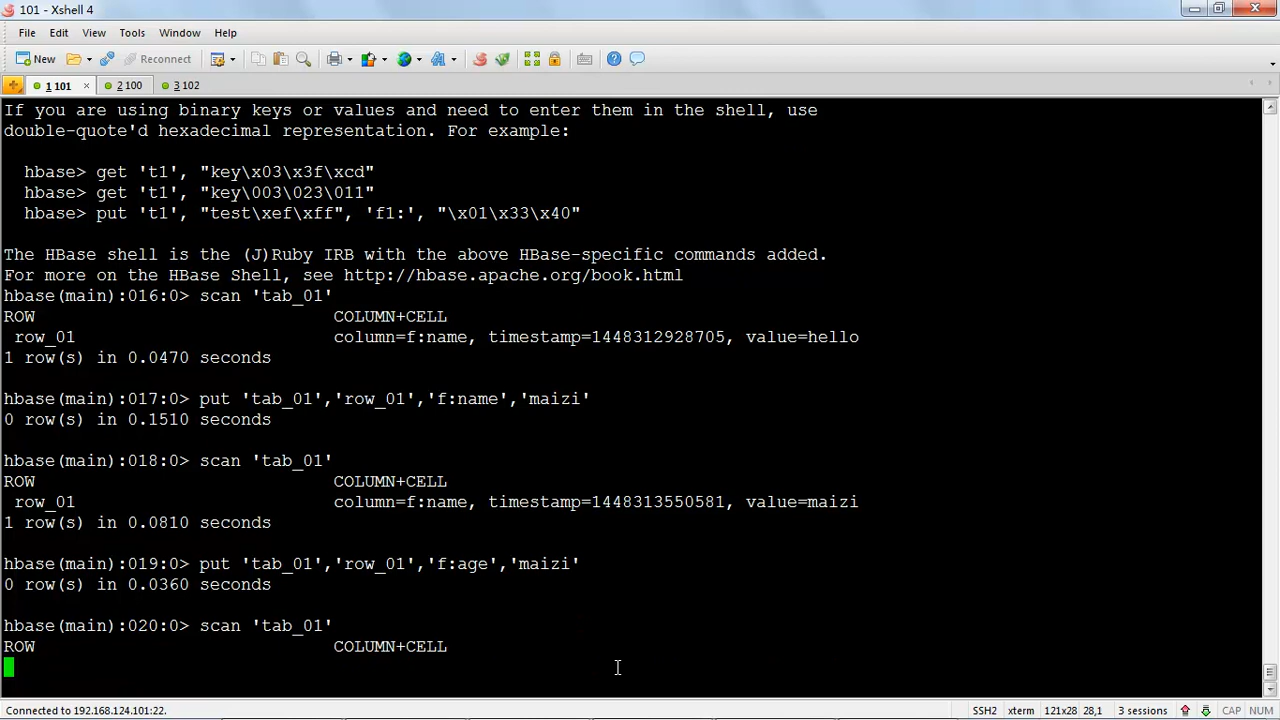 101 - Xshell 4
File Edit View Tools Window Help
New Reconnect
1 101 2 100 3 102
If you are using binary keys or values and need to enter them in the shell, use
double-quote'd hexadecimal representation. For example:
hbase> get 't1', "key\x03\x3f\xcd"
hbase> get 't1', "key\003\023\011"
hbase> put 't1', "test\xef\xff", 'f1:', "\x01\x33\x40"
The HBase shell is the (J)Ruby IRB with the above HBase-specific commands added.
For more on the HBase Shell, see http://hbase.apache.org/book.html
hbase(main):016:0> scan 'tab_01'
ROW COLUMN+CELL
row_01 column=f:name, timestamp=1448312928705, value=hello
1 row(s) in 0.0470 seconds
hbase(main):017:0> put 'tab_01','row_01','f:name','maizi'
0 row(s) in 0.1510 seconds
hbase(main):018:0> scan 'tab_01'
ROW COLUMN+CELL
row_01 column=f:name, timestamp=1448313550581, value=maizi
1 row(s) in 0.0810 seconds
hbase(main):019:0> put 'tab_01','row_01','f:age','maizi'
0 row(s) in 0.0360 seconds
hbase(main):020:0> scan 'tab_01'
ROW COLUMN+CELL
Connected to 192.168.124.101:22. SSH2 xterm 121x28 28,1 3 sessions CAP NUM